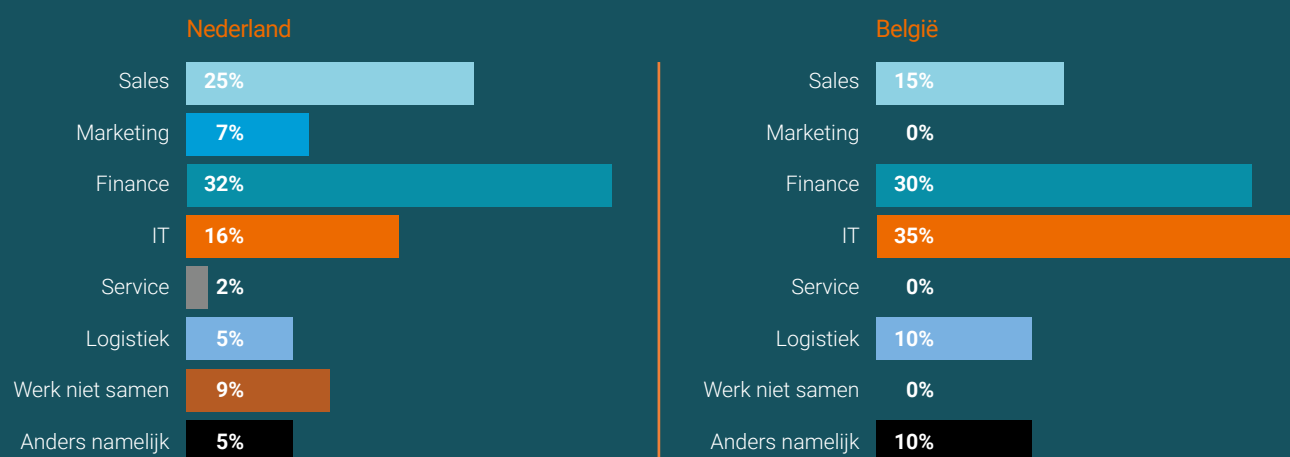 Nederland
Sales 25%
Marketing 7%
Finance 32%
IT 16%
Service 2%
Logistiek 5%
Werk niet samen 9%
Anders namelijk 5%
België
Sales 15%
Marketing 0%
Finance 30%
IT 35%
Service 0%
Logistiek 10%
Werk niet samen 0%
Anders namelijk 10%